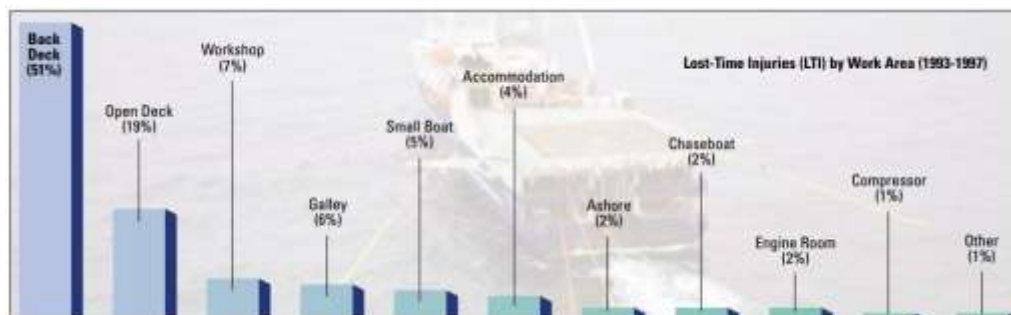 Back
Deck
(51%)
Open Deck
(19%)
Workshop
(7%)
Galley
(6%)
Small Boat
(5%)
Accommodation
(4%)
Ashore
(2%)
Chaseboat
(2%)
Engine Room
(2%)
Compressor
(1%)
Other
(1%)
Lost-Time Injuries (LTI) by Work Area (1993-1997)